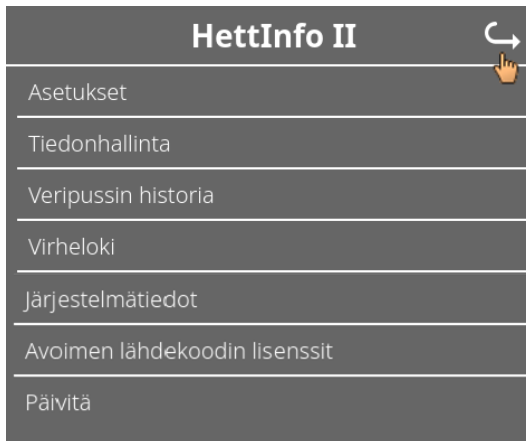 HettInfo II
Asetukset
Tiedonhallinta
Veripussin historia
Virheloki
Järjestelmätiedot
Avoimen lähdekoodin lisenssit
Päivitä